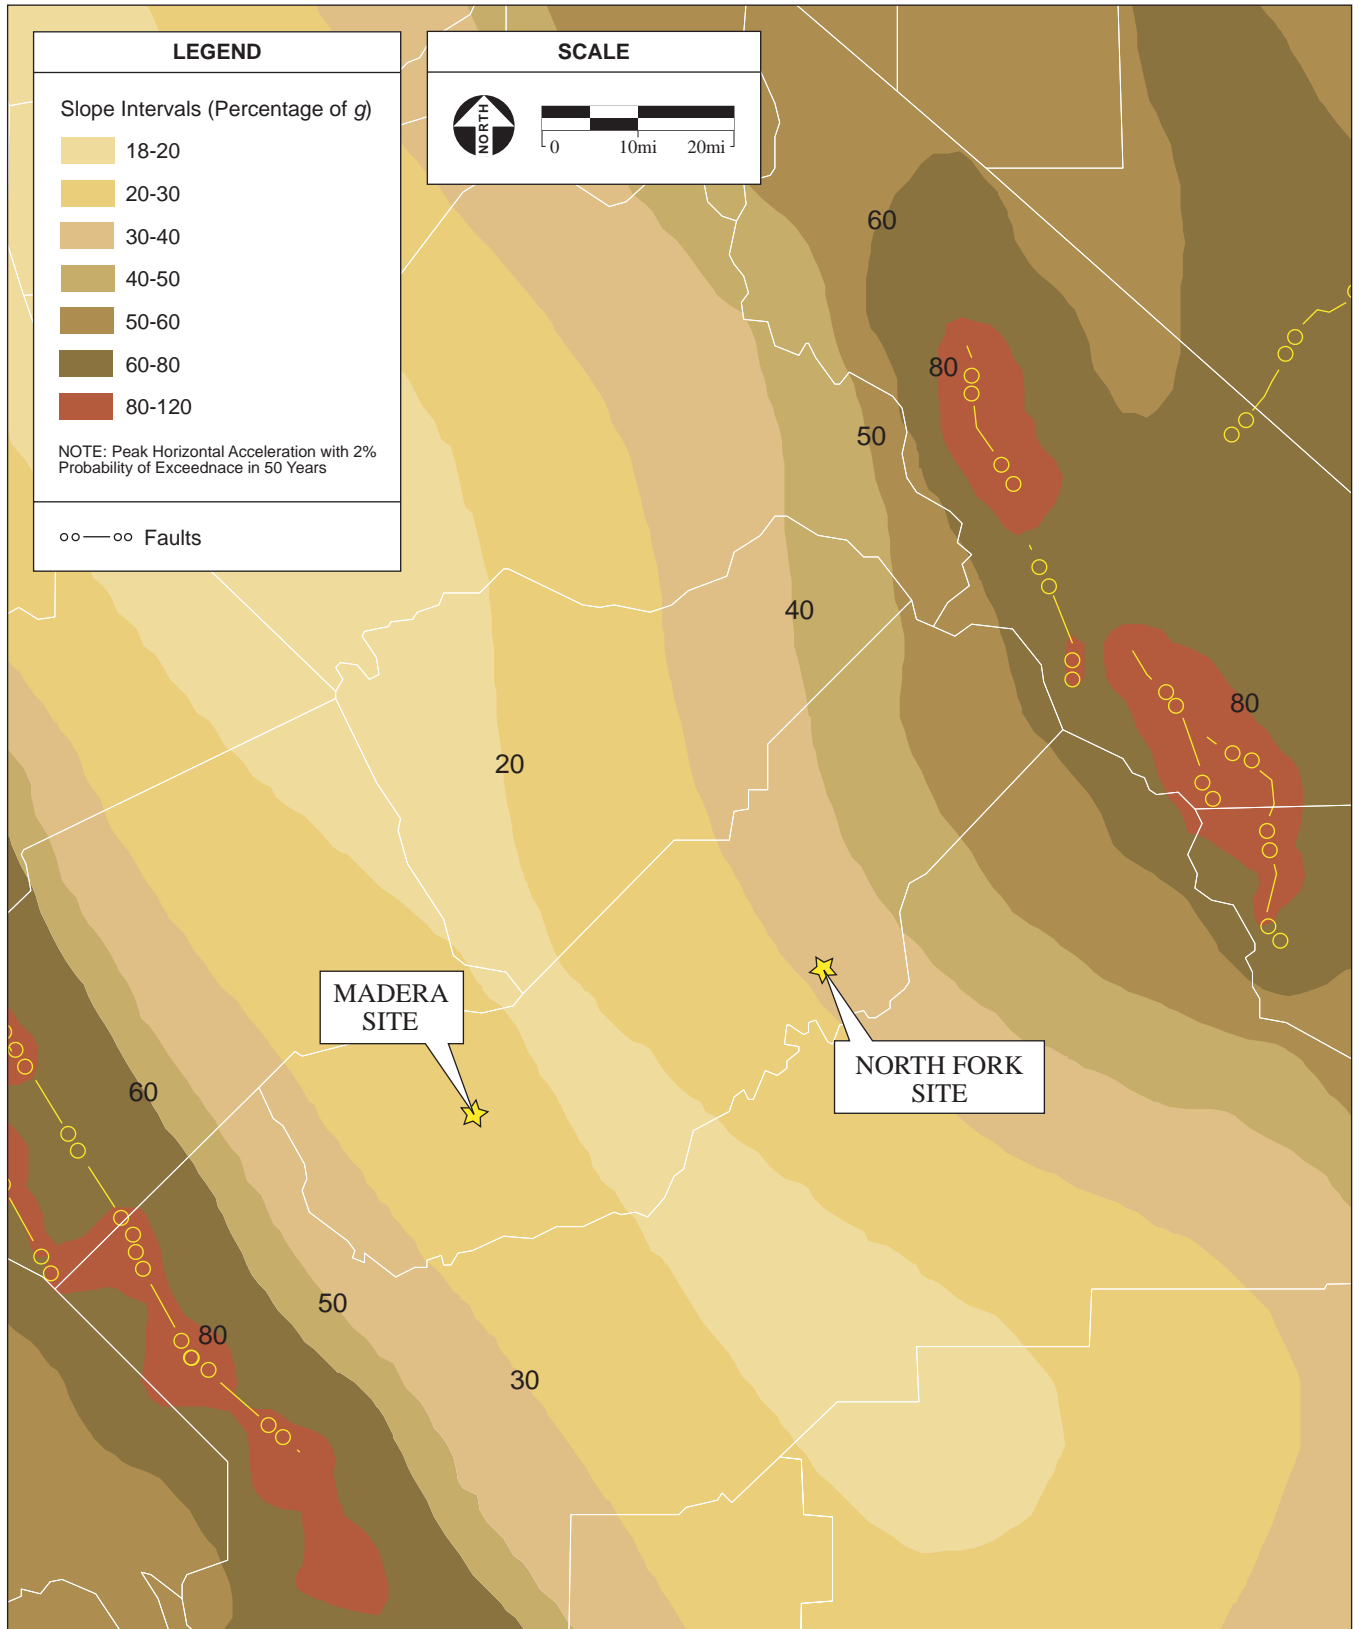 LEGEND
Slope Intervals (Percentage of g)
18-20
20-30
30-40
40-50
50-60
60-80
80-120
NOTE: Peak Horizontal Acceleration with 2%
Probability of Exceednace in 50 Years
Faults
SCALE
NORTH
0 10mi 20mi
60
80
50
40
80
20
MADERA
SITE
NORTH FORK
SITE
60
50
80
30